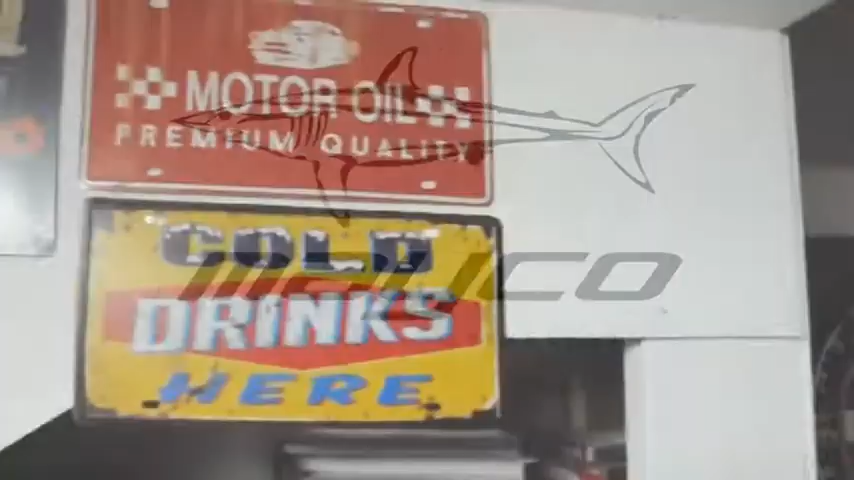 MOTOR OIL
PREMIUM QUALITY
COLD
DRINKS
HERE